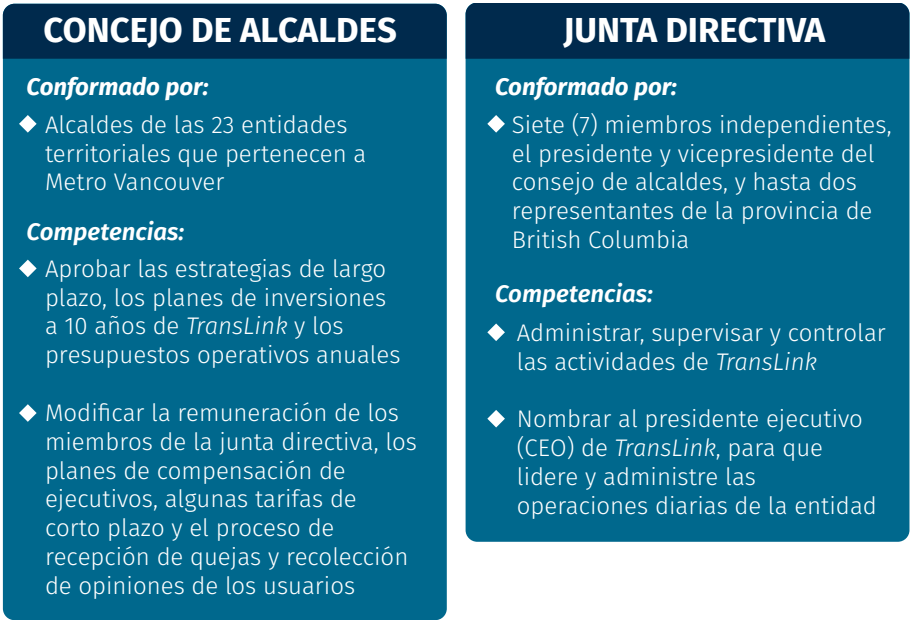 CONCEJO DE ALCALDES
Conformado por:
◆ Alcaldes de las 23 entidades
territoriales que pertenecen a
Metro Vancouver
Competencias:
◆ Aprobar las estrategias de largo
plazo, los planes de inversiones
a 10 años de TransLink y los
presupuestos operativos anuales
◆ Modificar la remuneración de los
miembros de la junta directiva, los
planes de compensación de
ejecutivos, algunas tarifas de
corto plazo y el proceso de
recepción de quejas y recolección
de opiniones de los usuarios
JUNTA DIRECTIVA
Conformado por:
◆ Siete (7) miembros independientes,
el presidente y vicepresidente del
consejo de alcaldes, y hasta dos
representantes de la provincia de
British Columbia
Competencias:
◆ Administrar, supervisar y controlar
las actividades de TransLink
◆ Nombrar al presidente ejecutivo
(CEO) de TransLink, para que
lidere y administre las
operaciones diarias de la entidad